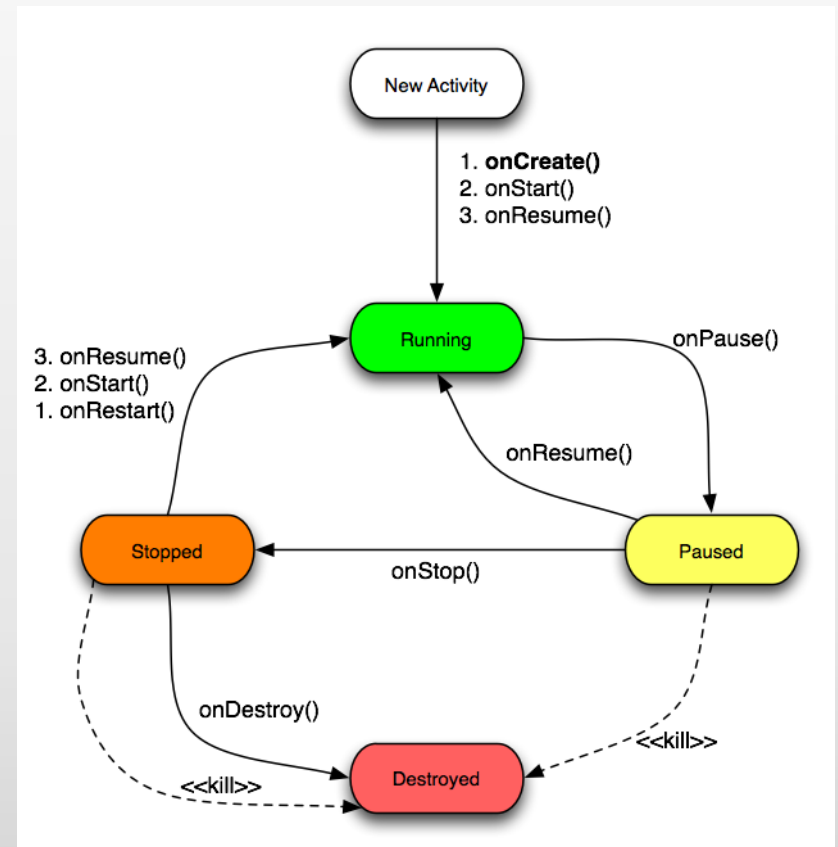 New Activity
1. onCreate()
2. onStart()
3. onResume()
Running
onPause()
3. onResume()
2. onStart()
1. onRestart()
onResume()
Stopped
Paused
onStop()
onDestroy()
<<kill>>
<<kill>>
Destroyed